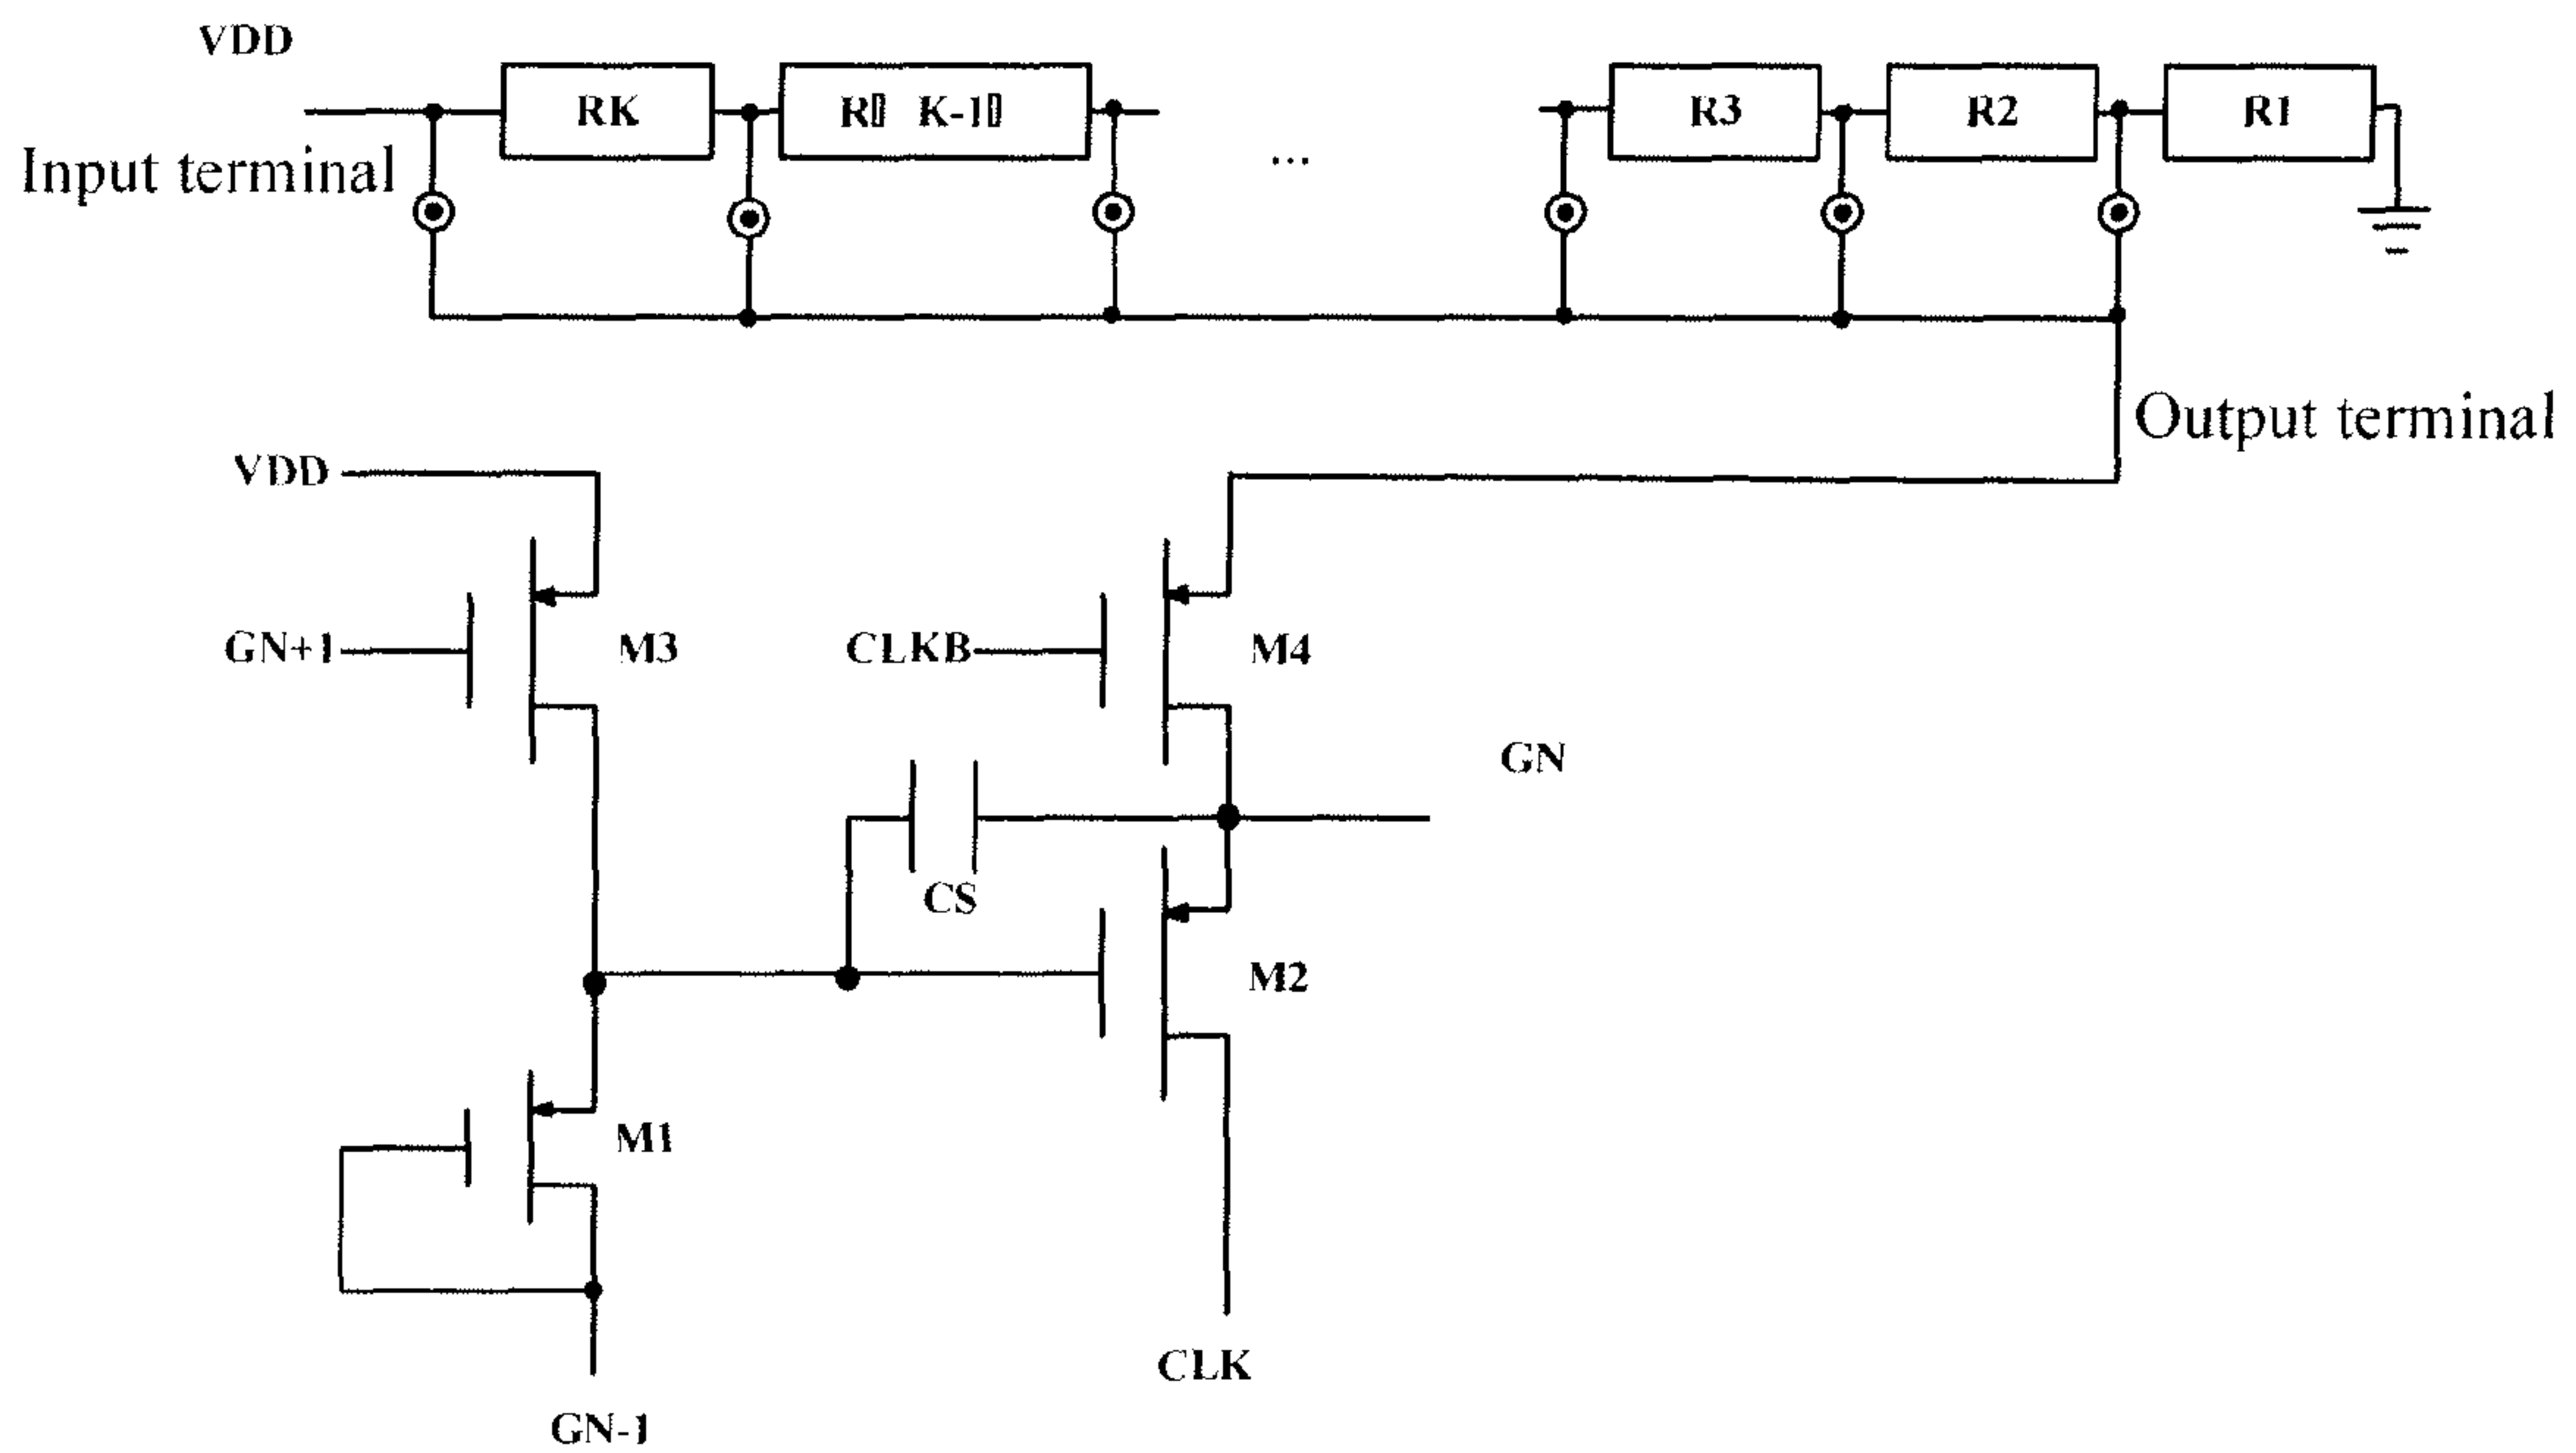 VDD
RK
R▯ K-1▯
...
R3
R2
R1
Input terminal
Output terminal
VDD
GN+1
M3
CLKB
M4
GN
CS
M2
M1
CLK
GN-1